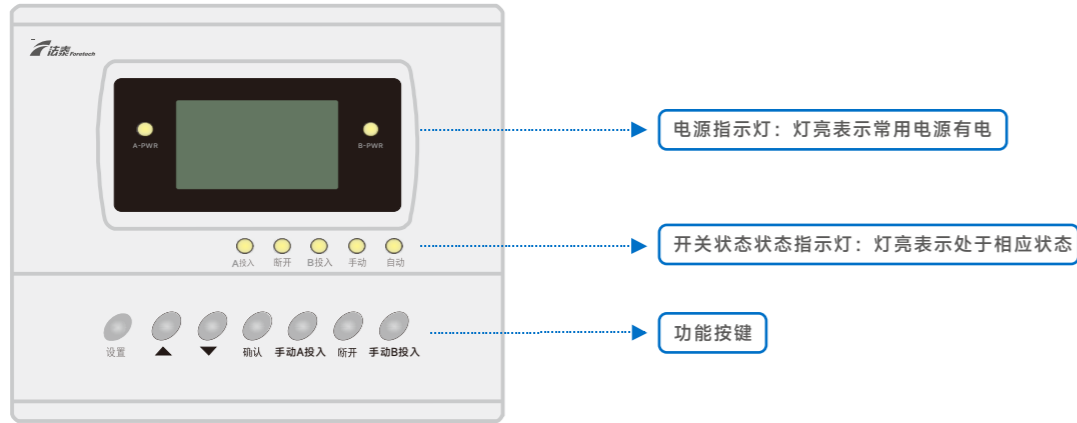 法泰 Foretech
A-PWR
B-PWR
电源指示灯：灯亮表示常用电源有电
A投入 断开 B投入 手动 自动
开关状态状态指示灯：灯亮表示处于相应状态
功能按键
设置 ▲ ▼ 确认 手动A投入 断开 手动B投入